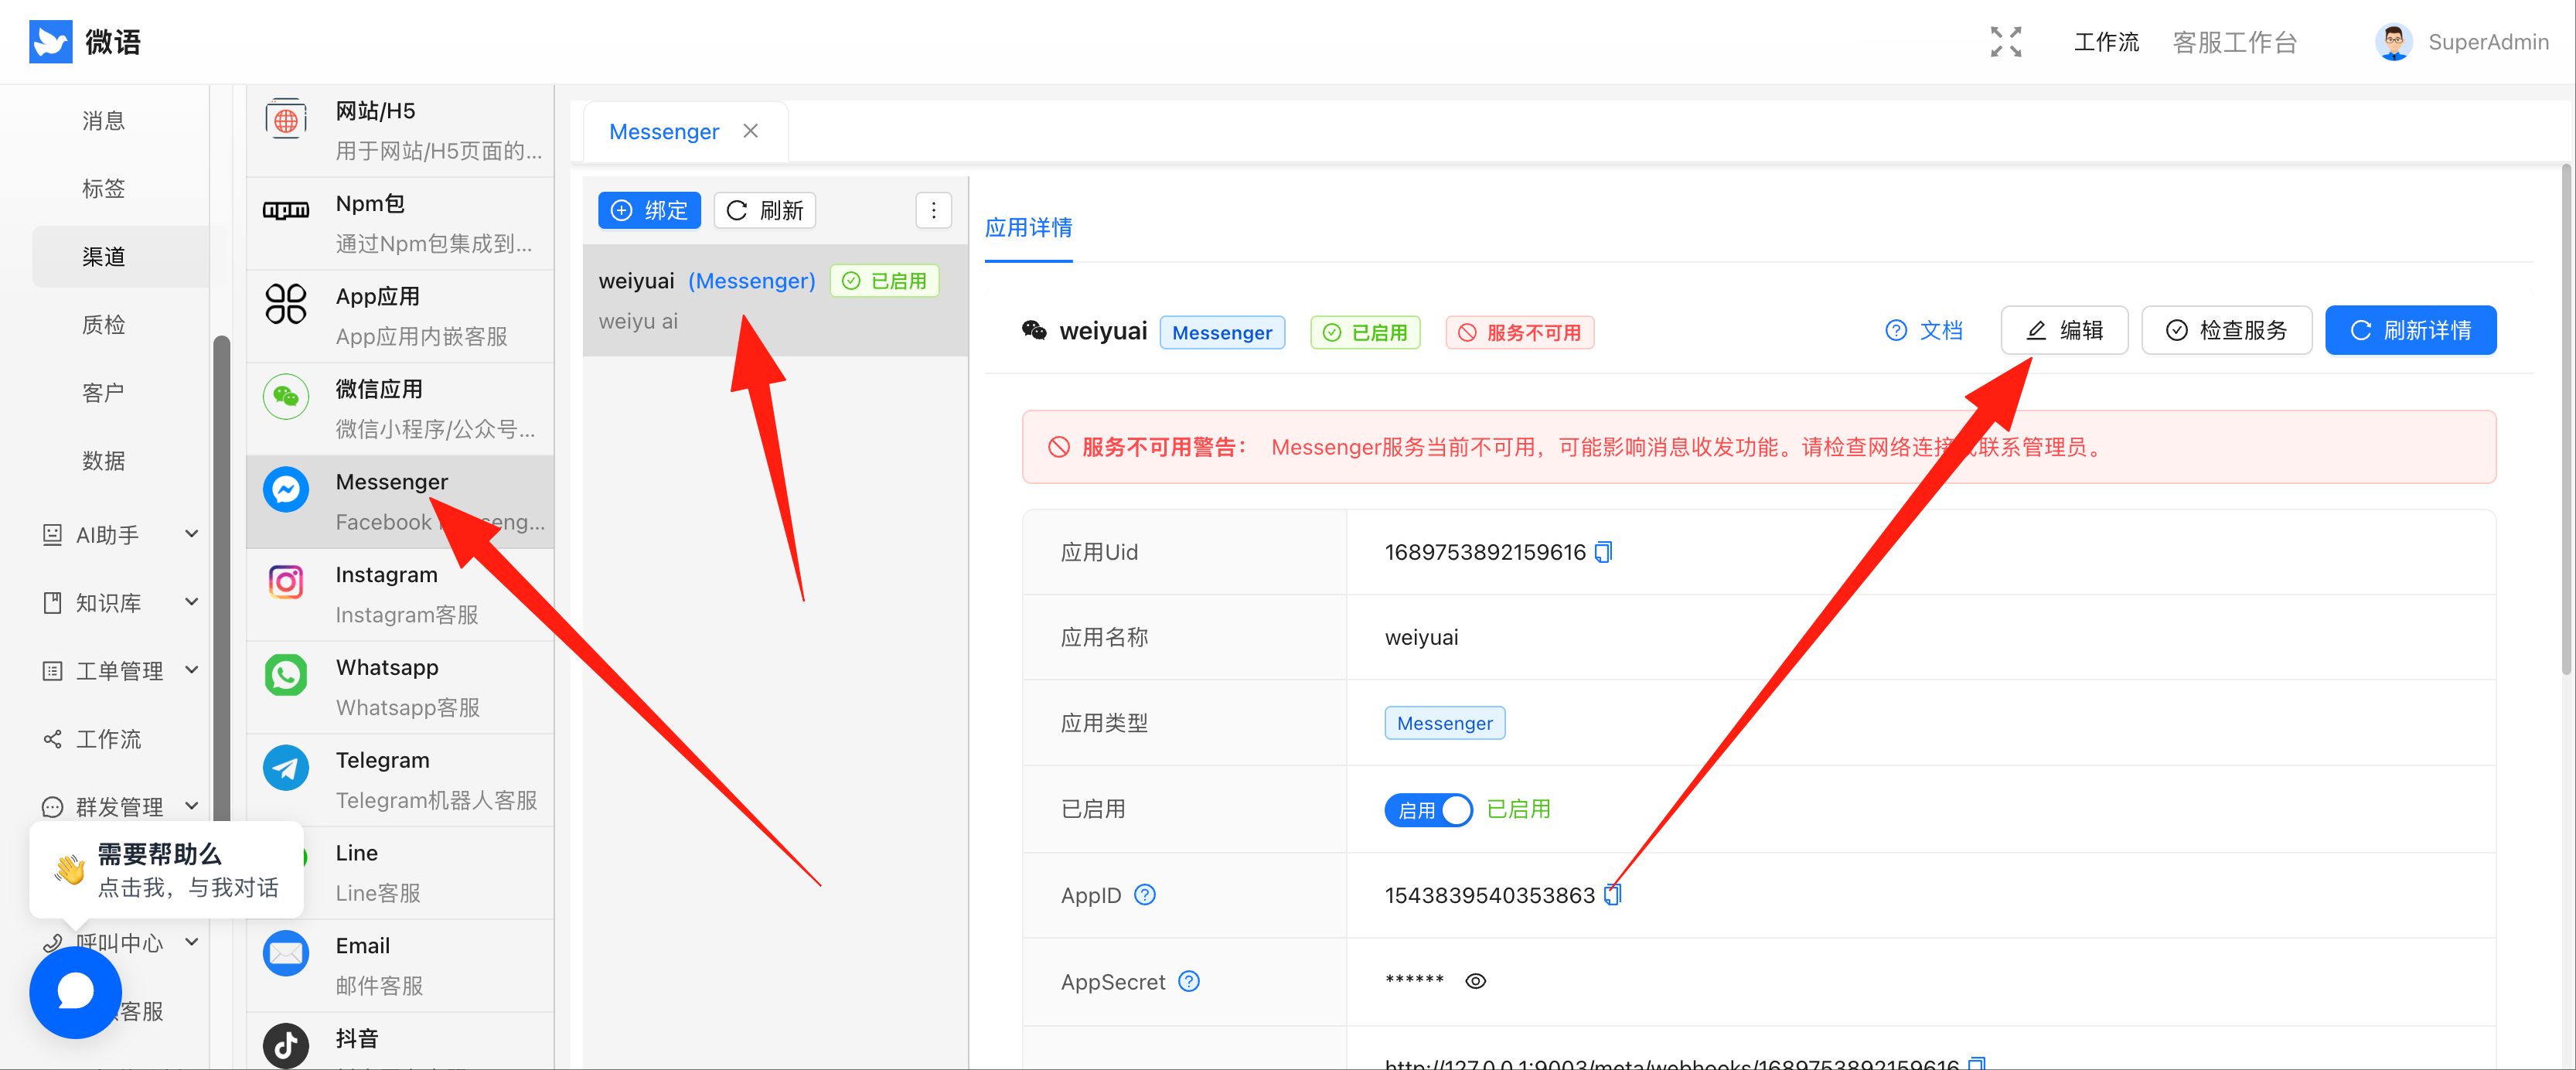 微语
工作流
客服工作台
SuperAdmin
消息
标签
渠道
质检
客户
数据
AI助手
知识库
工单管理
工作流
群发管理
需要帮助么
点击我，与我对话
呼叫中心
客服
网站/H5
用于网站/H5页面的...
npm
Npm包
通过Npm包集成到...
App应用
App应用内嵌客服
微信应用
微信小程序/公众号...
Messenger
Facebook
Instagram
Instagram客服
Whatsapp
Whatsapp客服
Telegram
Telegram机器人客服
Line
Line客服
Email
邮件客服
抖音
Messenger
绑定
刷新
weiyuai (Messenger) 已启用
weiyu ai
应用详情
weiyuai Messenger 已启用 服务不可用
文档
编辑
检查服务
刷新详情
服务不可用警告： Messenger服务当前不可用，可能影响消息收发功能。请检查网络连接 联系管理员。
应用Uid 1689753892159616
应用名称 weiyuai
应用类型 Messenger
已启用 启用 已启用
AppID 1543839540353863
AppSecret ******
http://127.0.0.1:9003/meta/webhooks/1689753892159616